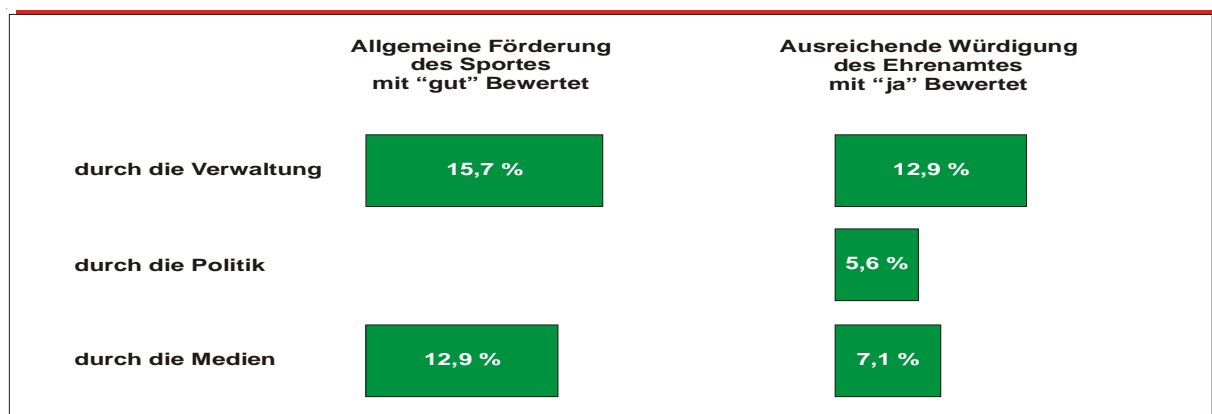 Allgemeine Förderung
des Sportes
mit “gut” Bewertet
Ausreichende Würdigung
des Ehrenamtes
mit “ja” Bewertet
durch die Verwaltung
15,7 %
12,9 %
durch die Politik
5,6 %
durch die Medien
12,9 %
7,1 %